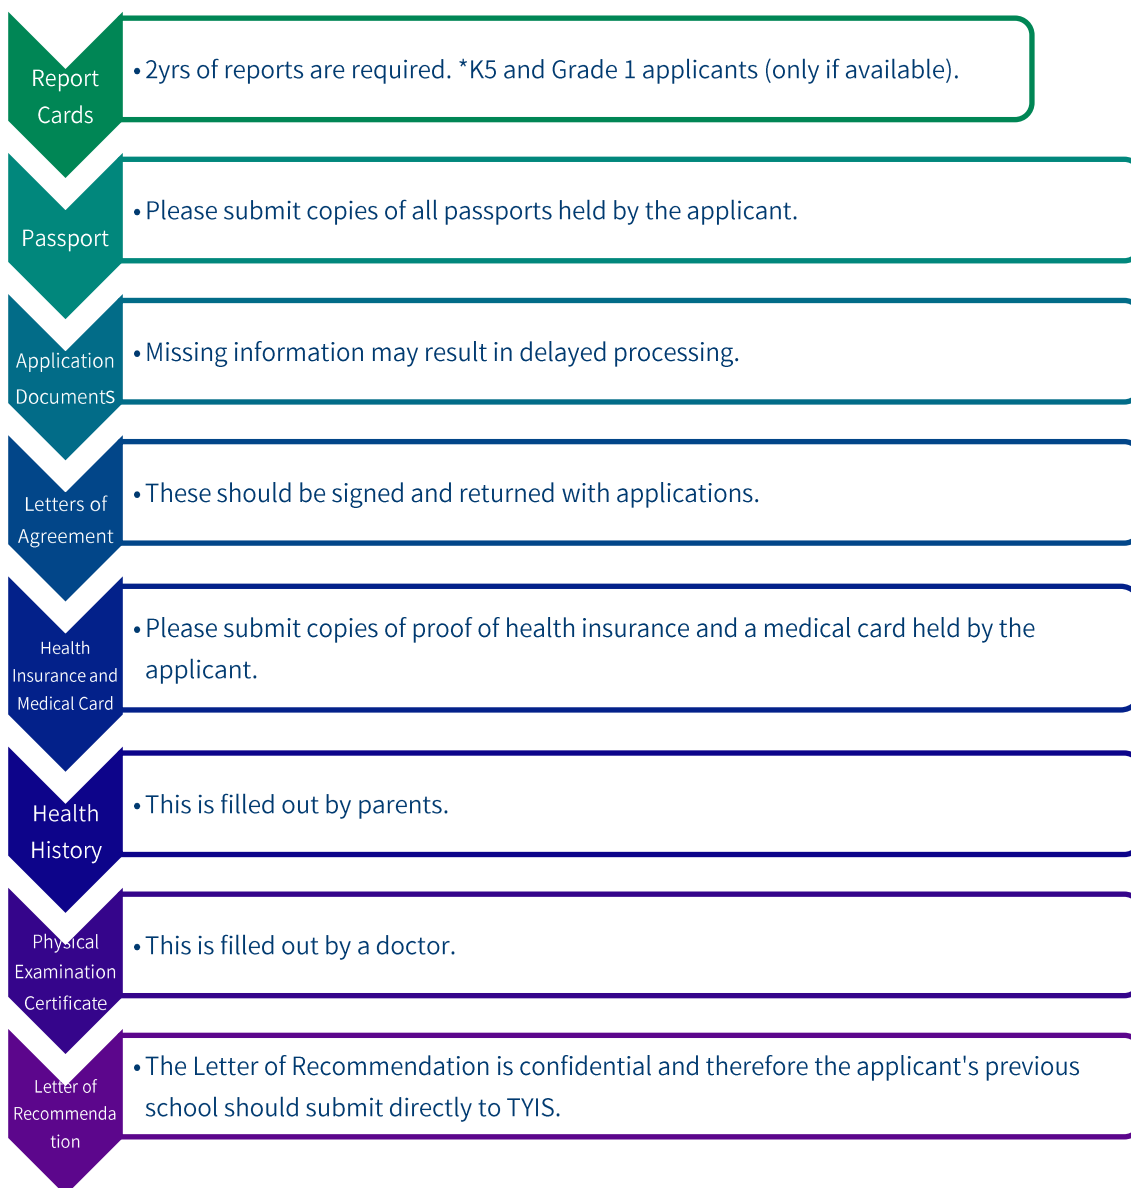 Report
Cards
• 2yrs of reports are required. *K5 and Grade 1 applicants (only if available).
Passport
• Please submit copies of all passports held by the applicant.
Application
Documents
• Missing information may result in delayed processing.
Letters of
Agreement
• These should be signed and returned with applications.
Health
Insurance and
Medical Card
• Please submit copies of proof of health insurance and a medical card held by the
applicant.
Health
History
• This is filled out by parents.
Physical
Examination
Certificate
• This is filled out by a doctor.
Letter of
Recommenda
tion
• The Letter of Recommendation is confidential and therefore the applicant's previous
school should submit directly to TYIS.